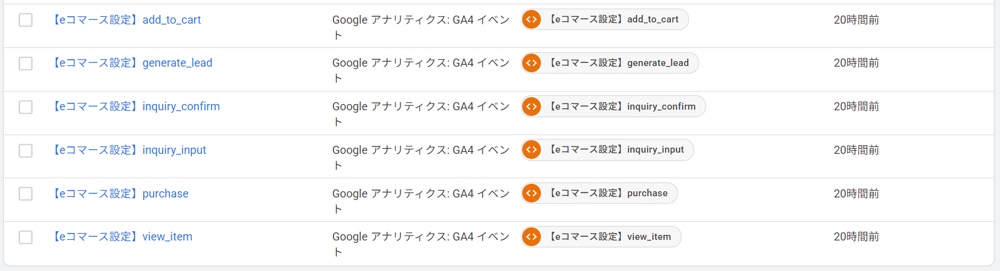 【eコマース設定】add_to_cart
Google アナリティクス: GA4 イベン
ト
【eコマース設定】add_to_cart
20時間前
【eコマース設定】generate_lead
Google アナリティクス: GA4 イベン
ト
【eコマース設定】generate_lead
20時間前
【eコマース設定】inquiry_confirm
Google アナリティクス: GA4 イベン
ト
【eコマース設定】inquiry_confirm
20時間前
【eコマース設定】inquiry_input
Google アナリティクス: GA4 イベン
ト
【eコマース設定】inquiry_input
20時間前
【eコマース設定】purchase
Google アナリティクス: GA4 イベン
ト
【eコマース設定】purchase
20時間前
【eコマース設定】view_item
Google アナリティクス: GA4 イベン
ト
【eコマース設定】view_item
20時間前